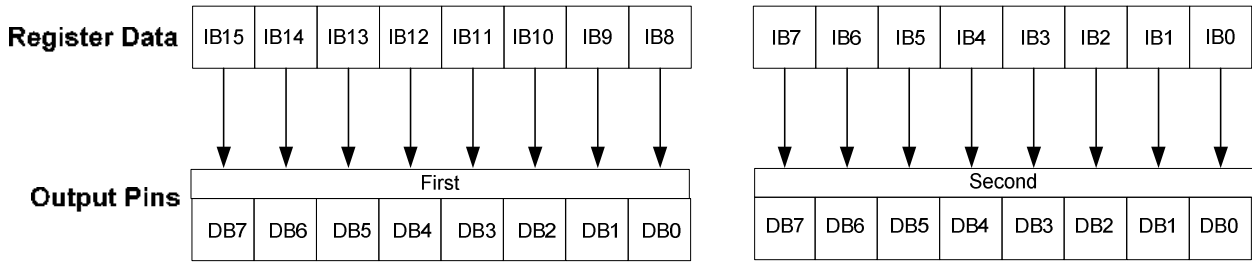 Register Data IB15 IB14 IB13 IB12 IB11 IB10 IB9 IB8 IB7 IB6 IB5 IB4 IB3 IB2 IB1 IB0
First Second
Output Pins DB7 DB6 DB5 DB4 DB3 DB2 DB1 DB0 DB7 DB6 DB5 DB4 DB3 DB2 DB1 DB0